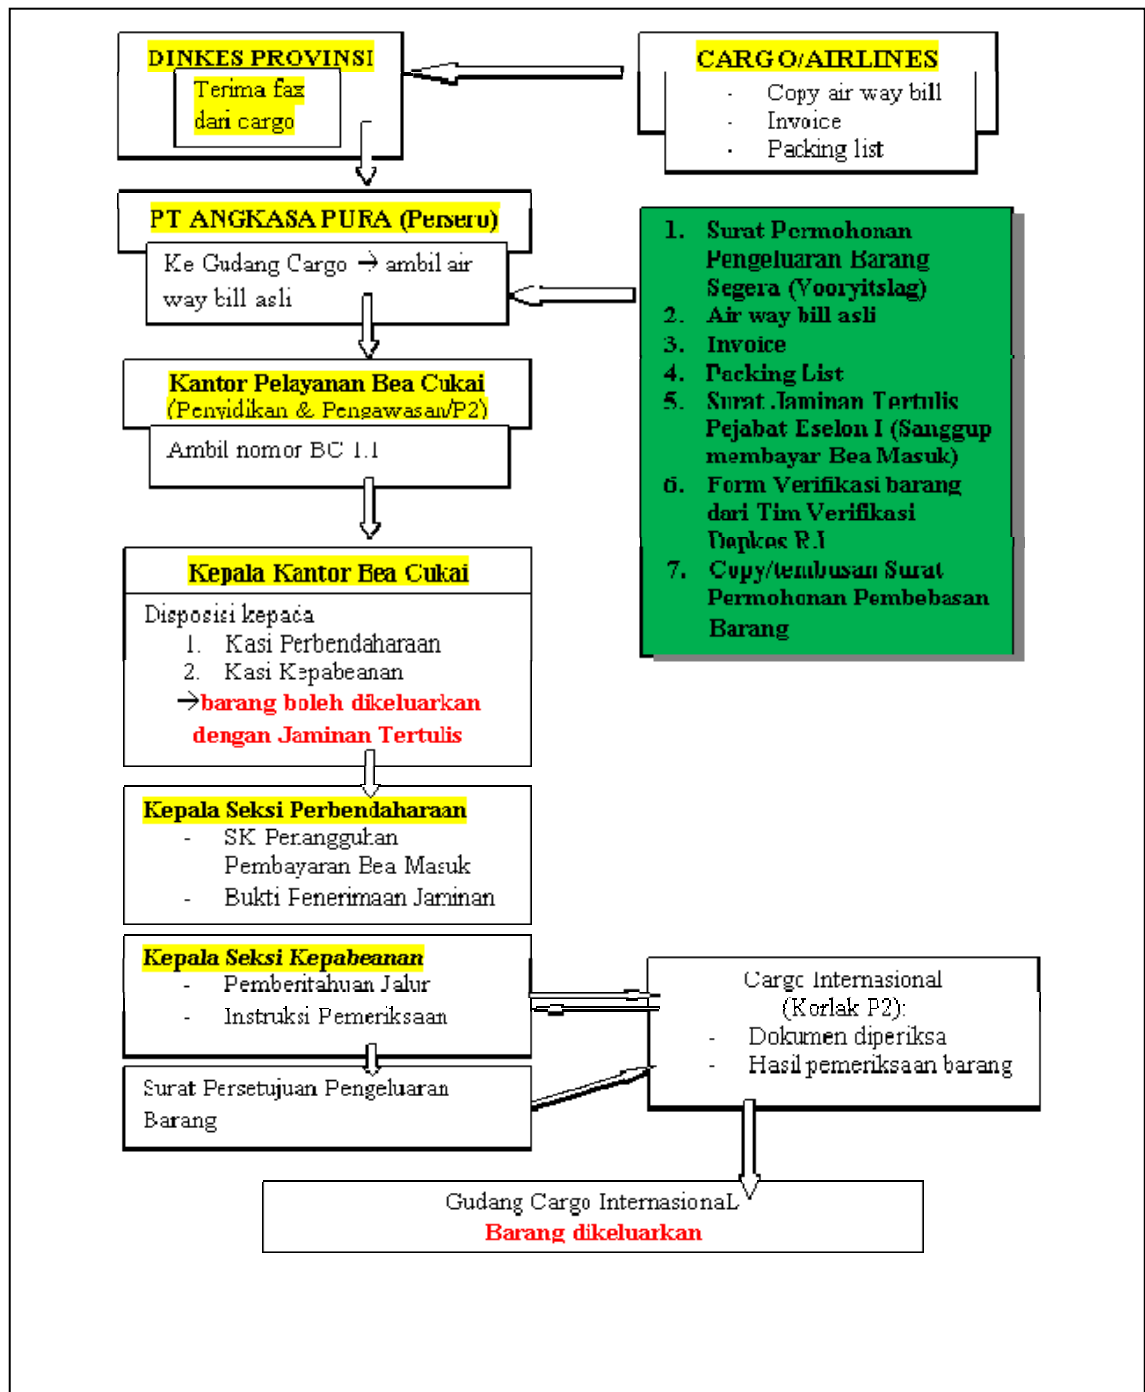 DINKES PROVINSI
Terima fax
dari cargo
CARGO/AIRLINES
- Copy air way bill
- Invoice
- Packing list
PT ANGKASA PURA (Persero)
Ke Gudang Cargo → ambil air
way bill asli
1. Surat Permohonan
Pengeluaran Barang
Segera (Vooryitslag)
2. Air way bill asli
3. Invoice
4. Packing List
5. Surat Jaminan Tertulis
Pejabat Eselon I (Sanggup
membayar Bea Masuk)
6. Form Verifikasi barang
dari Tim Verifikasi
Depkes R.I
7. Copy/tembusan Surat
Permohonan Pembebasan
Barang
Kantor Pelayanan Bea Cukai
(Penyidikan & Pengawasan/P2)
Ambil nomor BC 1.1
Kepala Kantor Bea Cukai
Disposisi kepada
1. Kasi Perbendaharaan
2. Kasi Kepabeanan
→barang boleh dikeluarkan
dengan Jaminan Tertulis
Kepala Seksi Perbendaharaan
- SK Penangguhan
Pembayaran Bea Masuk
- Bukti Penerimaan Jaminan
Kepala Seksi Kepabeanan
- Pemberitahuan Jalur
- Instruksi Pemeriksaan
Cargo Internasional
(Korlak P2):
- Dokumen diperiksa
- Hasil pemeriksaan barang
Surat Persetujuan Pengeluaran
Barang
Gudang Cargo InternasionaL
Barang dikeluarkan